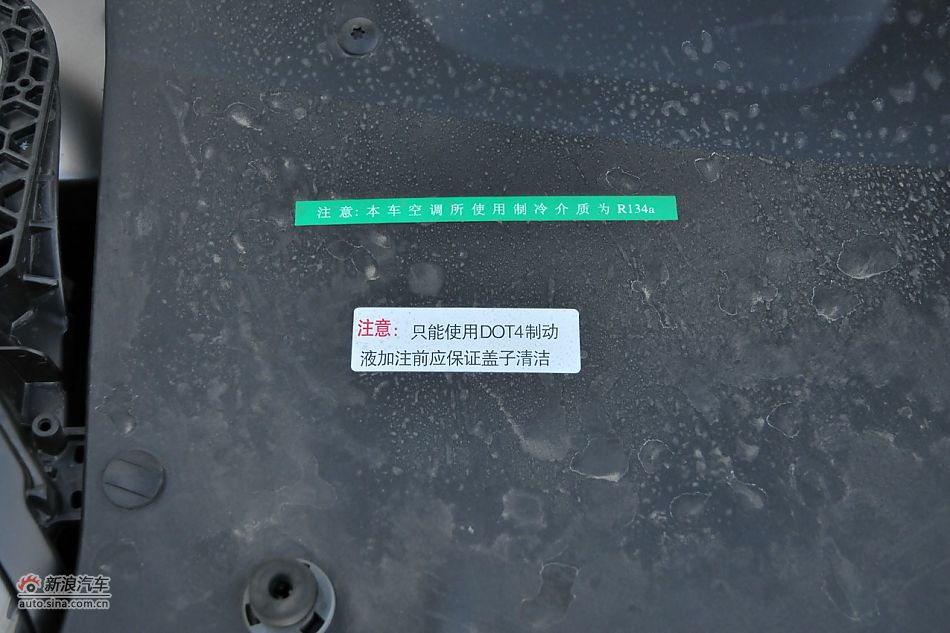 注意:本车空调所使用制冷介质为R134a
注意：只能使用DOT4制动
液加注前应保证盖子清洁
新浪汽车
auto.sina.com.cn